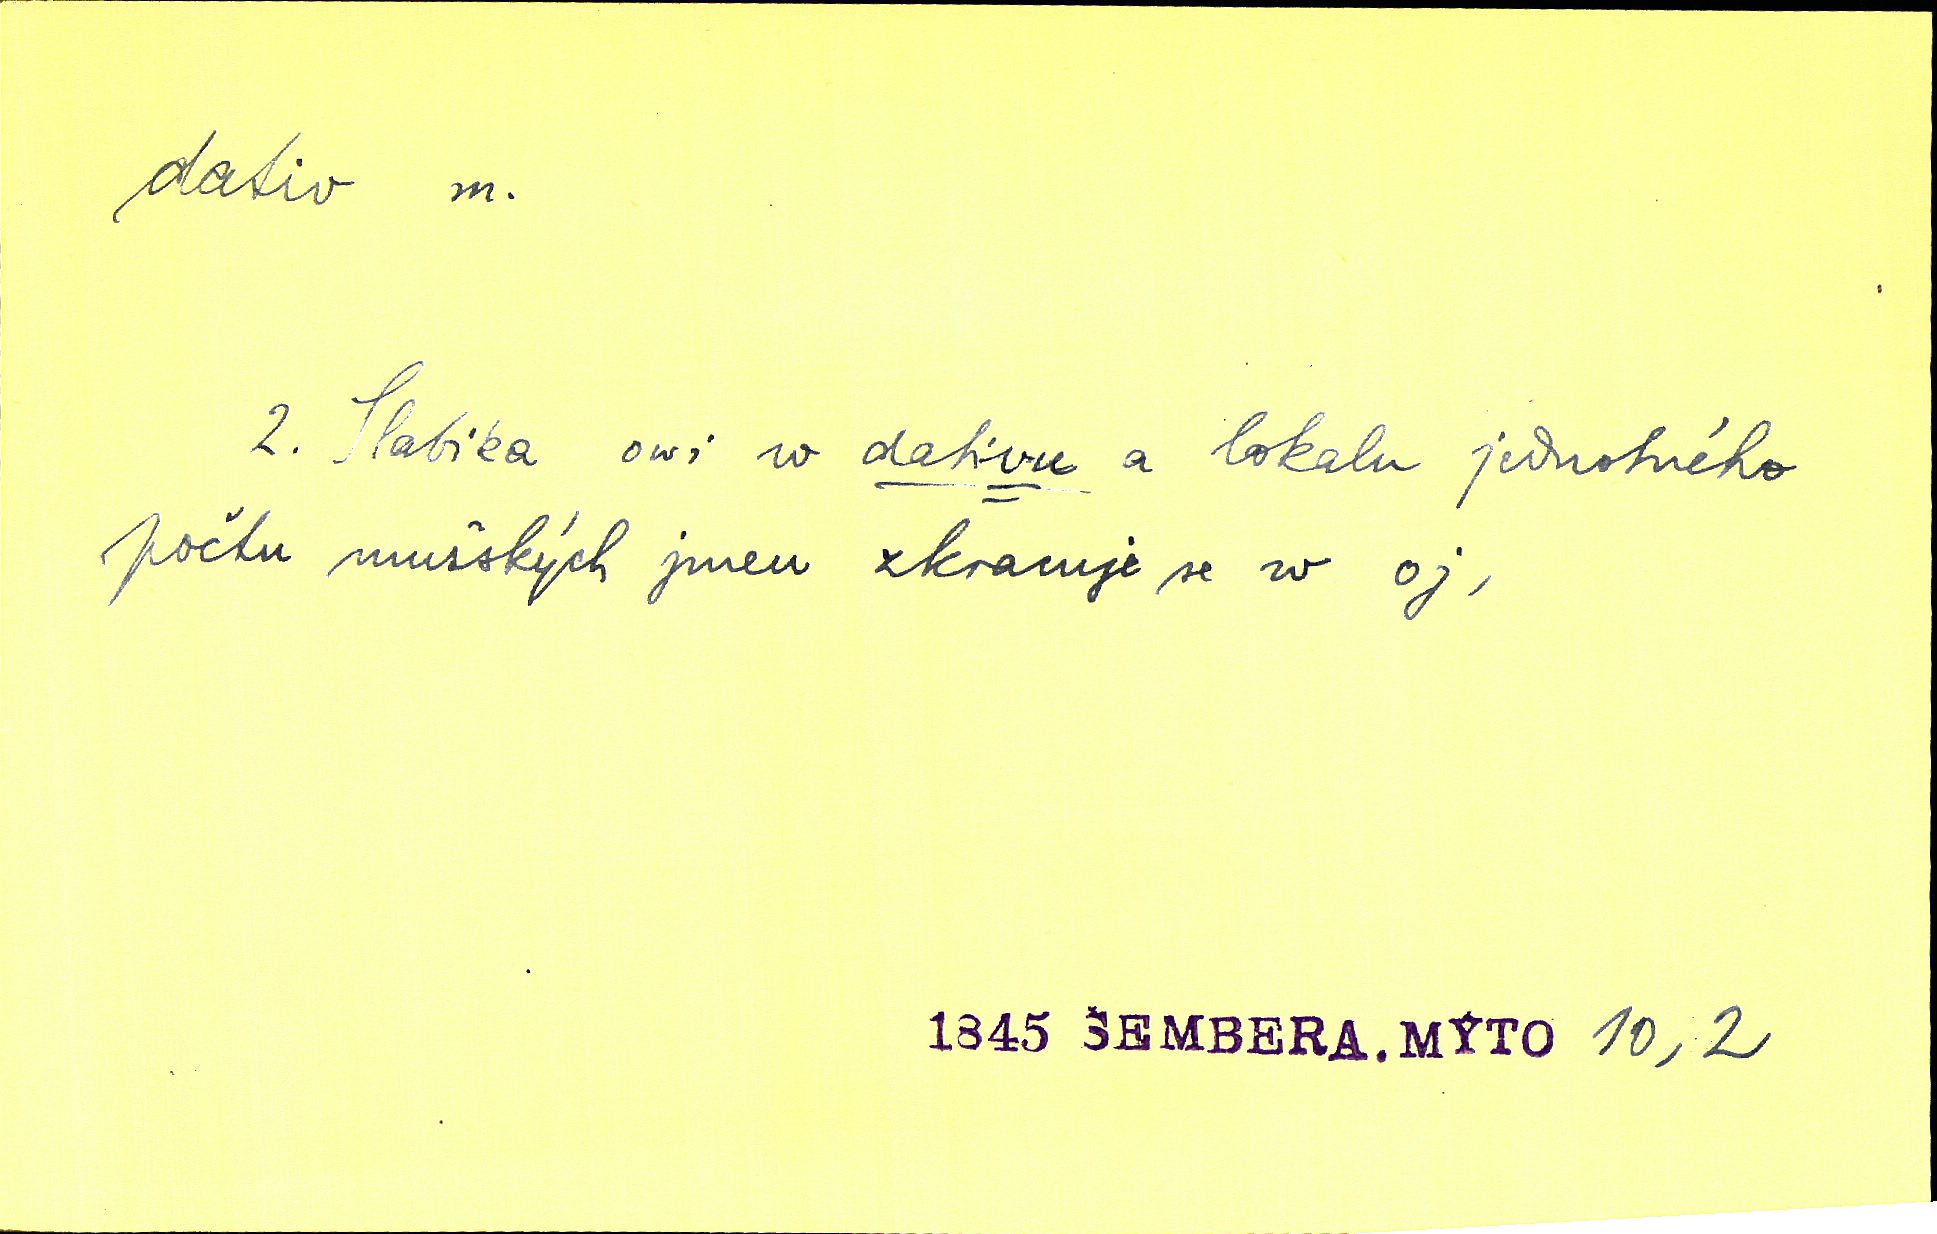 dativ m.
2. Slabika owi w dativu a lokalu jednotného
počtu mužských jmen zkracuje se w oj,
1845 ŠEMBERA. MÝTO 10, 2